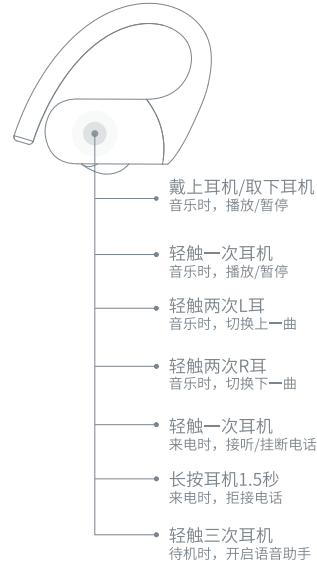 戴上耳机/取下耳机
音乐时，播放/暂停
轻触一次耳机
音乐时，播放/暂停
轻触两次L耳
音乐时，切换上一曲
轻触两次R耳
音乐时，切换下一曲
轻触一次耳机
来电时，接听/挂断电话
长按耳机1.5秒
来电时，拒接电话
轻触三次耳机
待机时，开启语音助手